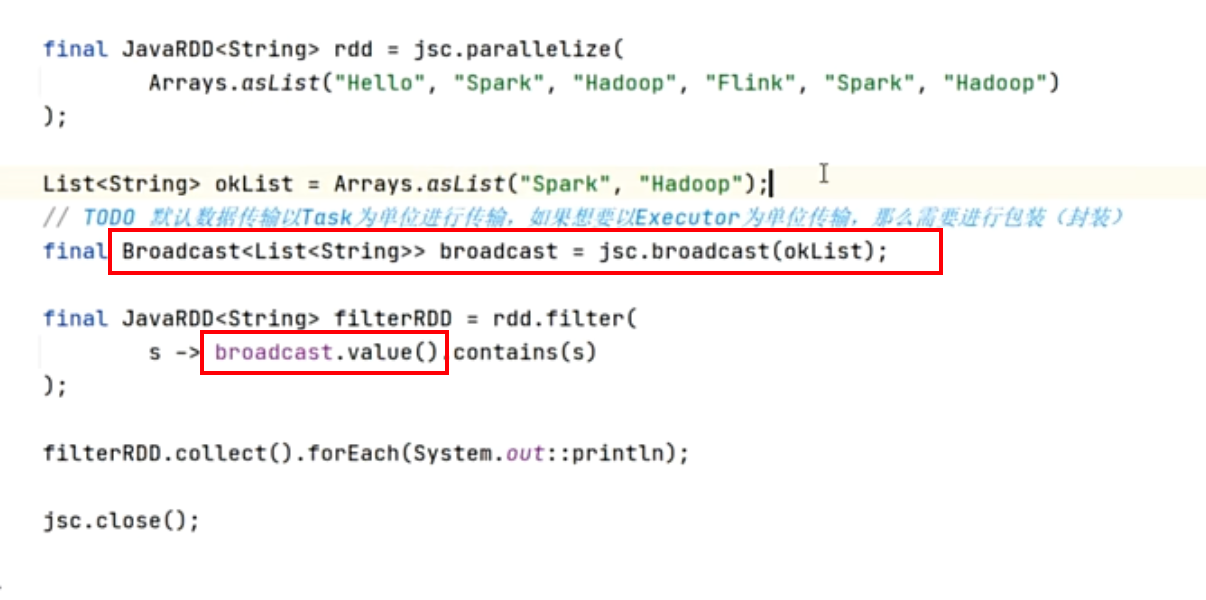 final JavaRDD<String> rdd = jsc.parallelize(
Arrays.asList("Hello", "Spark", "Hadoop", "Flink", "Spark", "Hadoop")
);
List<String> okList = Arrays.asList("Spark", "Hadoop");
// TODO 默认数据传输以Task为单位进行传输，如果想要以Executor为单位传输，那么需要进行包装（封装）
final Broadcast<List<String>> broadcast = jsc.broadcast(okList);
final JavaRDD<String> filterRDD = rdd.filter(
s -> broadcast.value().contains(s)
);
filterRDD.collect().forEach(System.out::println);
jsc.close();